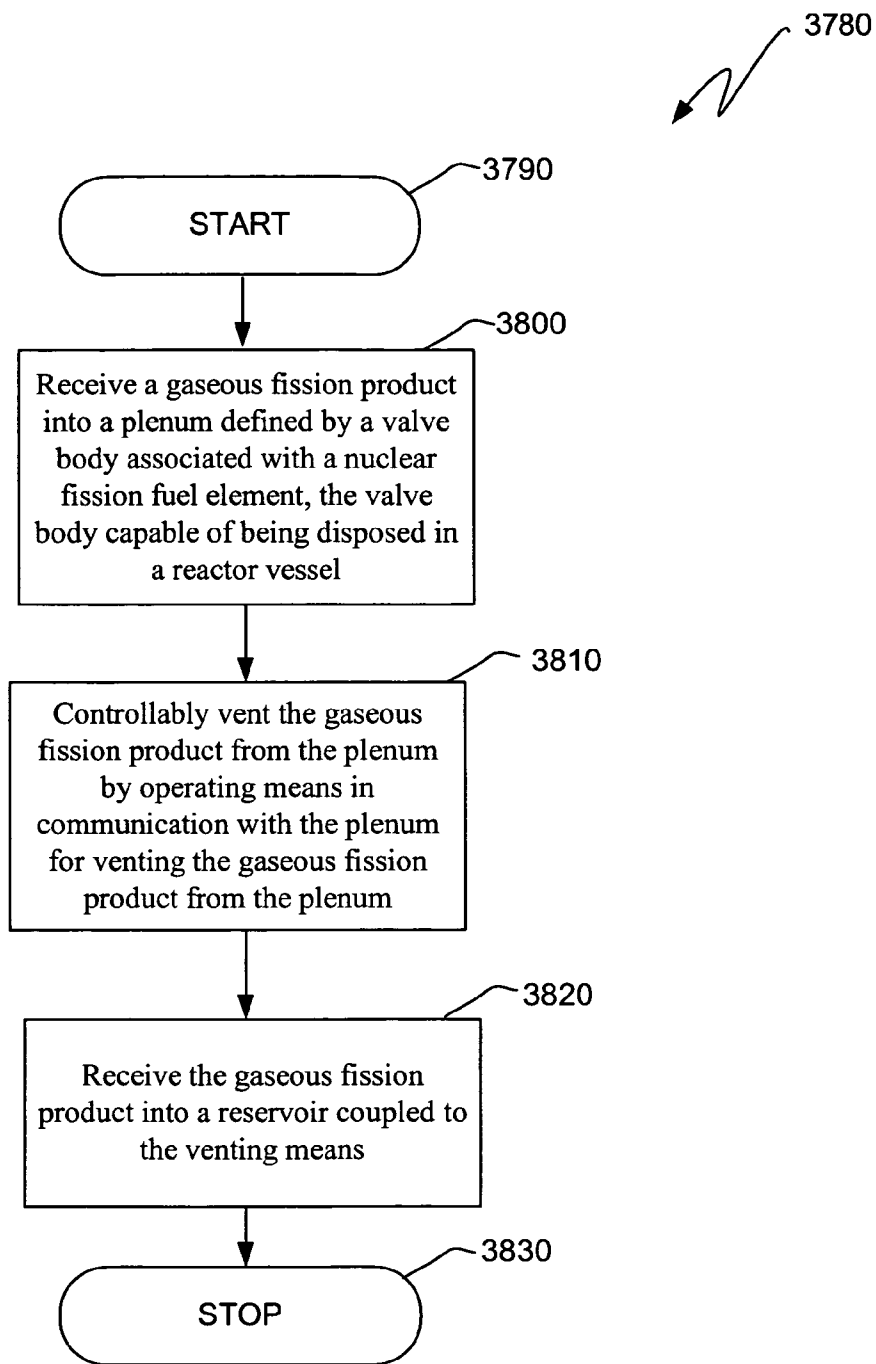 3780
3790
START
3800
Receive a gaseous fission product
into a plenum defined by a valve
body associated with a nuclear
fission fuel element, the valve
body capable of being disposed in
a reactor vessel
3810
Controllably vent the gaseous
fission product from the plenum
by operating means in
communication with the plenum
for venting the gaseous fission
product from the plenum
3820
Receive the gaseous fission
product into a reservoir coupled to
the venting means
3830
STOP